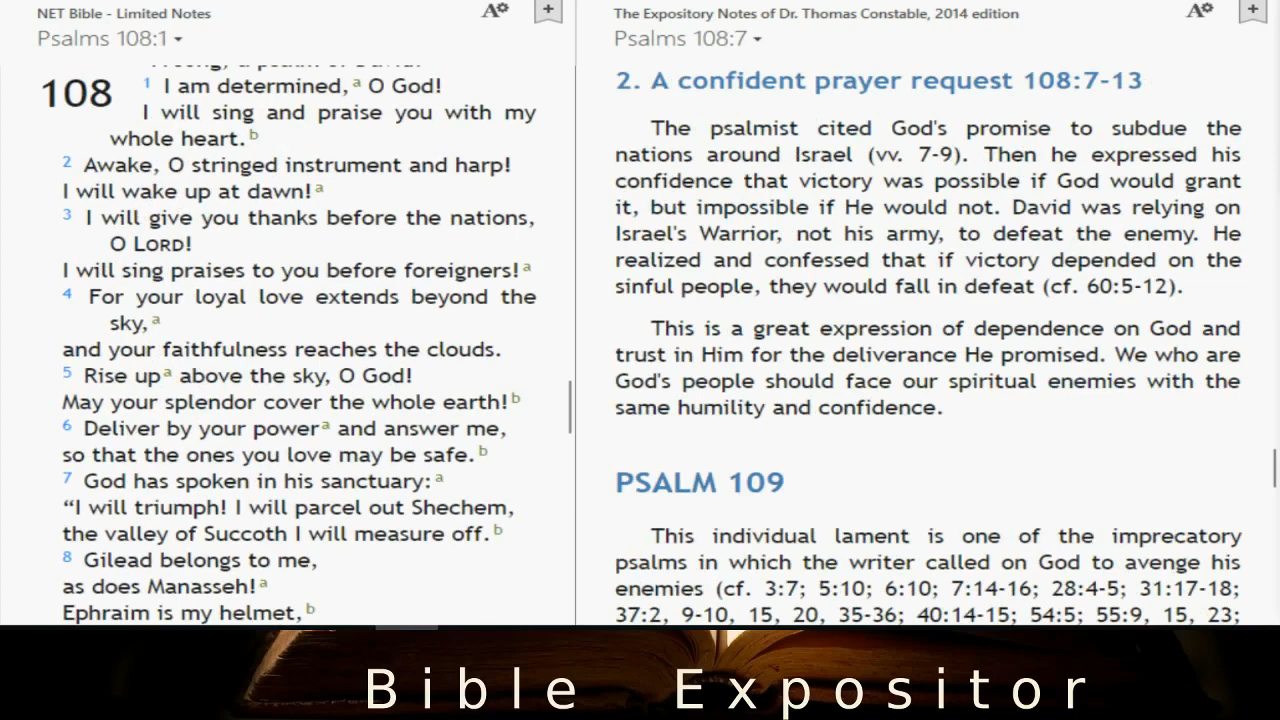 NET Bible - Limited Notes
Psalms 108:1
A song, a psalm of David.
108
1 I am determined, a O God!
I will sing and praise you with my
whole heart. b
2 Awake, O stringed instrument and harp!
I will wake up at dawn! a
3 I will give you thanks before the nations,
O LORD!
I will sing praises to you before foreigners! a
4 For your loyal love extends beyond the
sky, a
and your faithfulness reaches the clouds.
5 Rise up a above the sky, O God!
May your splendor cover the whole earth! b
6 Deliver by your power a and answer me,
so that the ones you love may be safe. b
7 God has spoken in his sanctuary: a
“I will triumph! I will parcel out Shechem,
the valley of Succoth I will measure off. b
8 Gilead belongs to me,
as does Manasseh! a
Ephraim is my helmet, b
The Expository Notes of Dr. Thomas Constable, 2014 edition
Psalms 108:7
2. A confident prayer request 108:7-13
The psalmist cited God's promise to subdue the
nations around Israel (vv. 7-9). Then he expressed his
confidence that victory was possible if God would grant
it, but impossible if He would not. David was relying on
Israel's Warrior, not his army, to defeat the enemy. He
realized and confessed that if victory depended on the
sinful people, they would fall in defeat (cf. 60:5-12).
This is a great expression of dependence on God and
trust in Him for the deliverance He promised. We who are
God's people should face our spiritual enemies with the
same humility and confidence.
PSALM 109
This individual lament is one of the imprecatory
psalms in which the writer called on God to avenge his
enemies (cf. 3:7; 5:10; 6:10; 7:14-16; 28:4-5; 31:17-18;
37:2, 9-10, 15, 20, 35-36; 40:14-15; 54:5; 55:9, 15, 23;
Bible Expositor